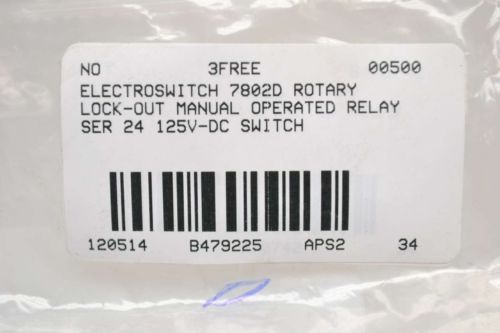 NO 3FREE 00500
ELECTROSWITCH 7802D ROTARY
LOCK-OUT MANUAL OPERATED RELAY
SER 24 125V-DC SWITCH
120514 B479225 APS2 34